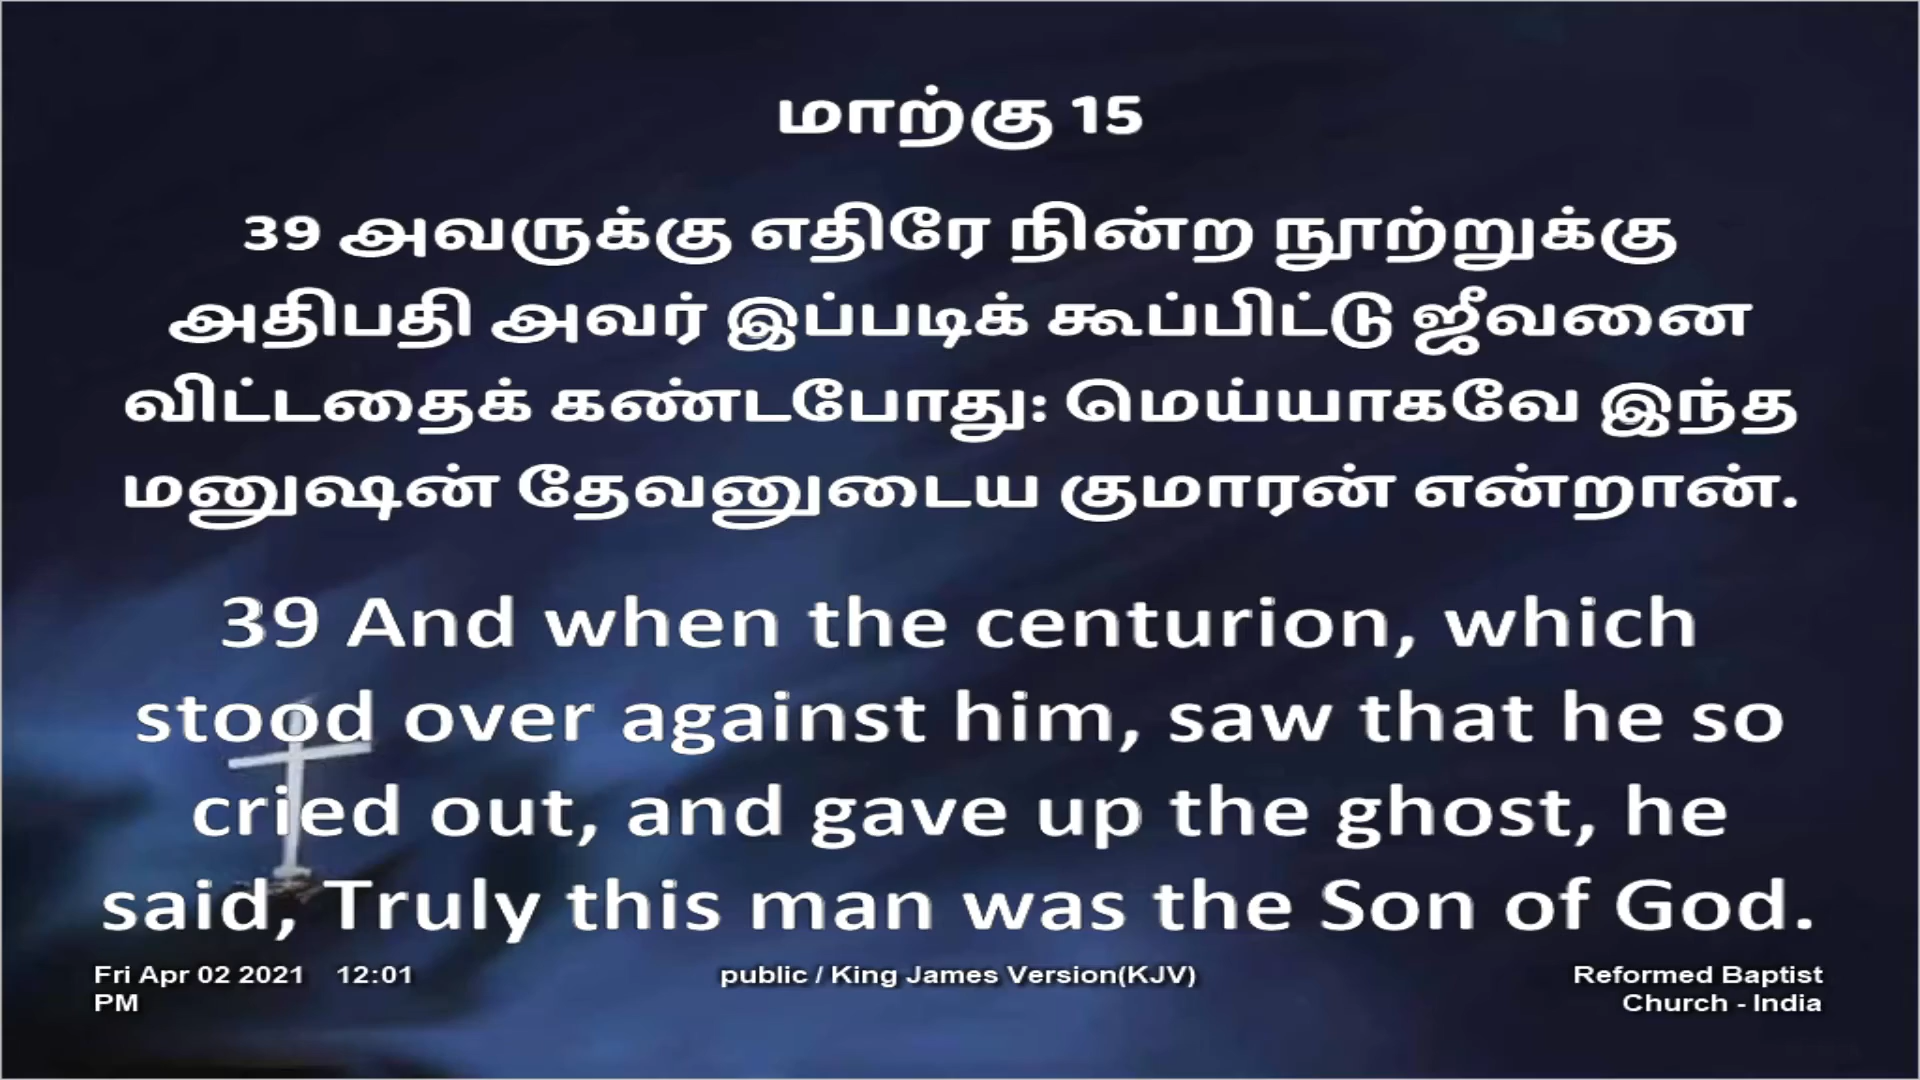 மாற்கு 15
39 அவருக்கு எதிரே நின்ற நூற்றுக்கு
அதிபதி அவர் இப்படிக் கூப்பிட்டு ஜீவனை
விட்டதைக் கண்டபோது: மெய்யாகவே இந்த
மனுஷன் தேவனுடைய குமாரன் என்றான்.
39 And when the centurion, which
stood over against him, saw that he so
cried out, and gave up the ghost, he
said, Truly this man was the Son of God.
Fri Apr 02 2021 12:01
PM
public / King James Version(KJV)
Reformed Baptist
Church - India